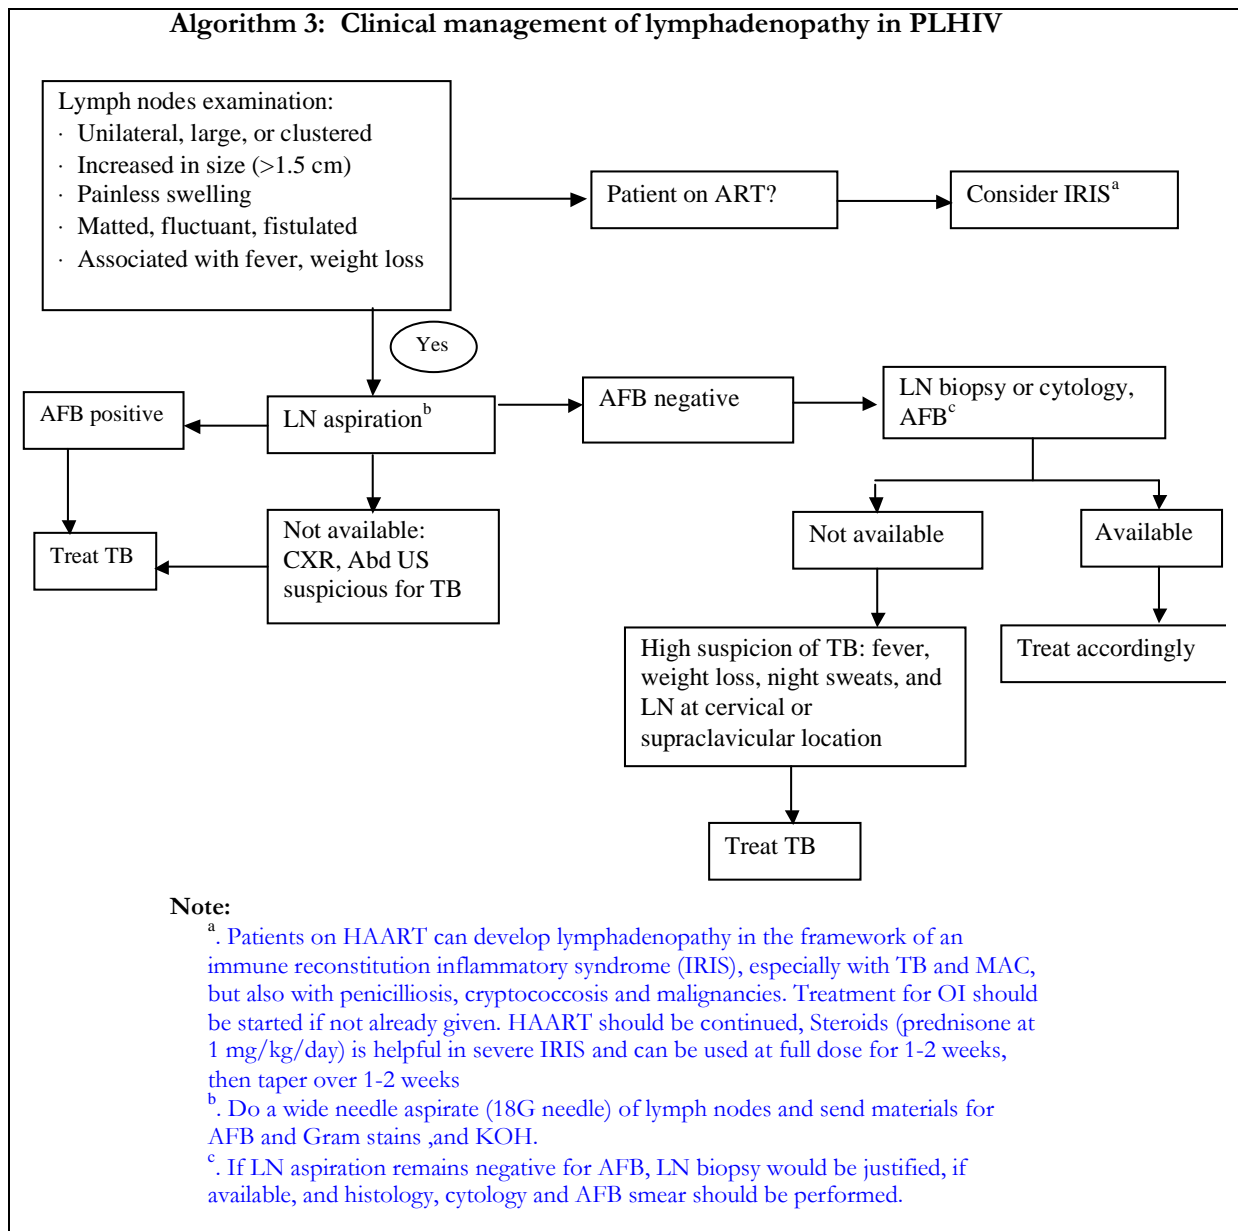 Algorithm 3: Clinical management of lymphadenopathy in PLHIV
Lymph nodes examination:
· Unilateral, large, or clustered
· Increased in size (>1.5 cm)
· Painless swelling
· Matted, fluctuant, fistulated
· Associated with fever, weight loss
Patient on ART?
Consider IRISa
Yes
AFB positive
LN aspirationb
AFB negative
LN biopsy or cytology,
AFBc
Treat TB
Not available:
CXR, Abd US
suspicious for TB
Not available
Available
High suspicion of TB: fever,
weight loss, night sweats, and
LN at cervical or
supraclavicular location
Treat accordingly
Treat TB
Note:
a. Patients on HAART can develop lymphadenopathy in the framework of an
immune reconstitution inflammatory syndrome (IRIS), especially with TB and MAC,
but also with penicilliosis, cryptococcosis and malignancies. Treatment for OI should
be started if not already given. HAART should be continued, Steroids (prednisone at
1 mg/kg/day) is helpful in severe IRIS and can be used at full dose for 1-2 weeks,
then taper over 1-2 weeks
b. Do a wide needle aspirate (18G needle) of lymph nodes and send materials for
AFB and Gram stains ,and KOH.
c. If LN aspiration remains negative for AFB, LN biopsy would be justified, if
available, and histology, cytology and AFB smear should be performed.